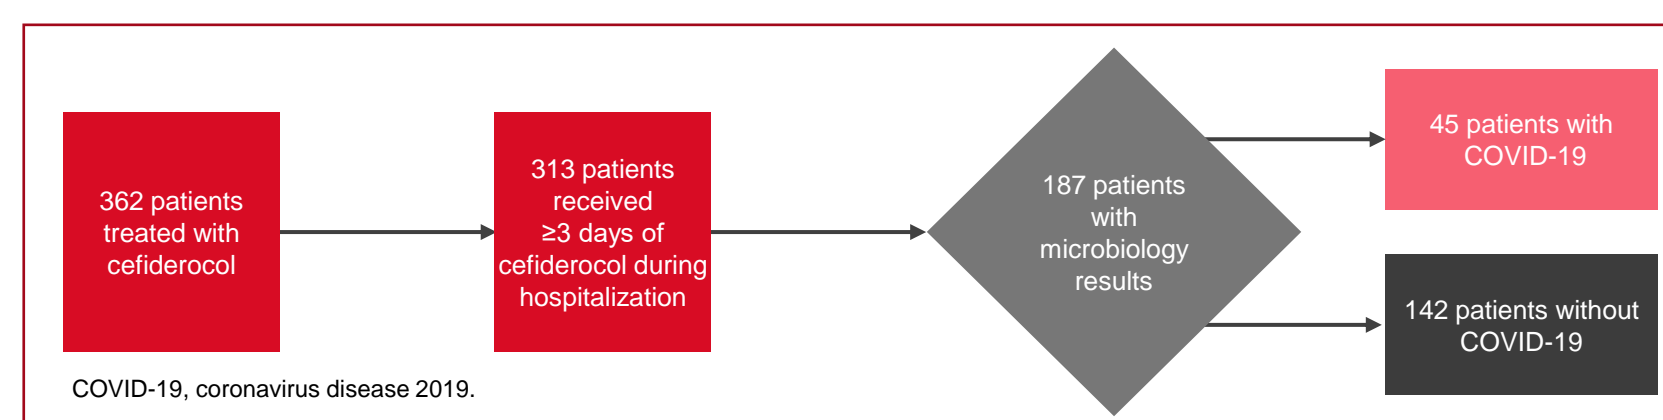 362 patients
treated with
cefiderocol
313 patients
received
≥3 days of
cefiderocol during
hospitalization
187 patients
with
microbiology
results
45 patients with
COVID-19
142 patients without
COVID-19
COVID-19, coronavirus disease 2019.